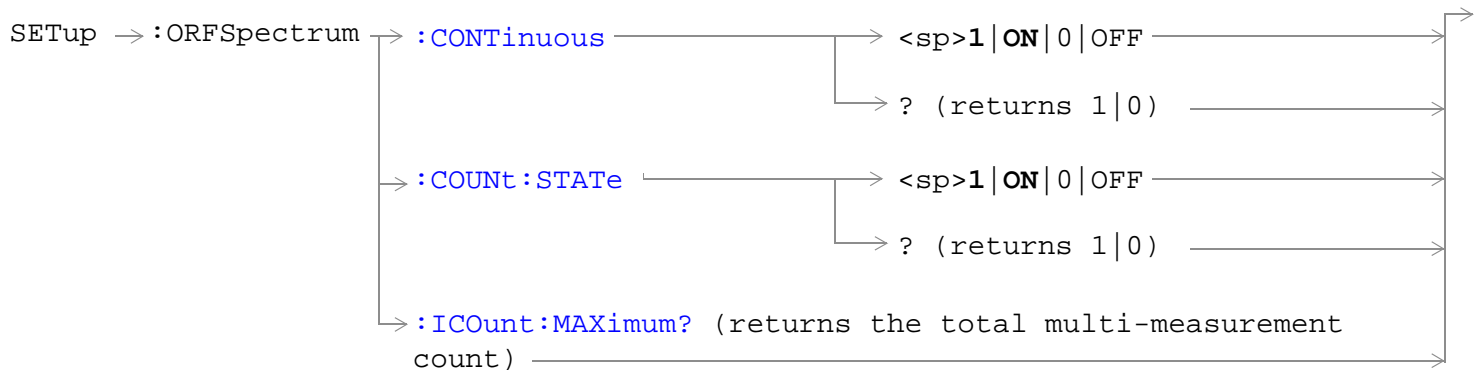 SETup :ORFSpectrum :CONTinuous <sp>1|ON|0|OFF
? (returns 1|0)
:COUNt:STATe <sp>1|ON|0|OFF
? (returns 1|0)
:ICOunt:MAXimum? (returns the total multi-measurement
count)